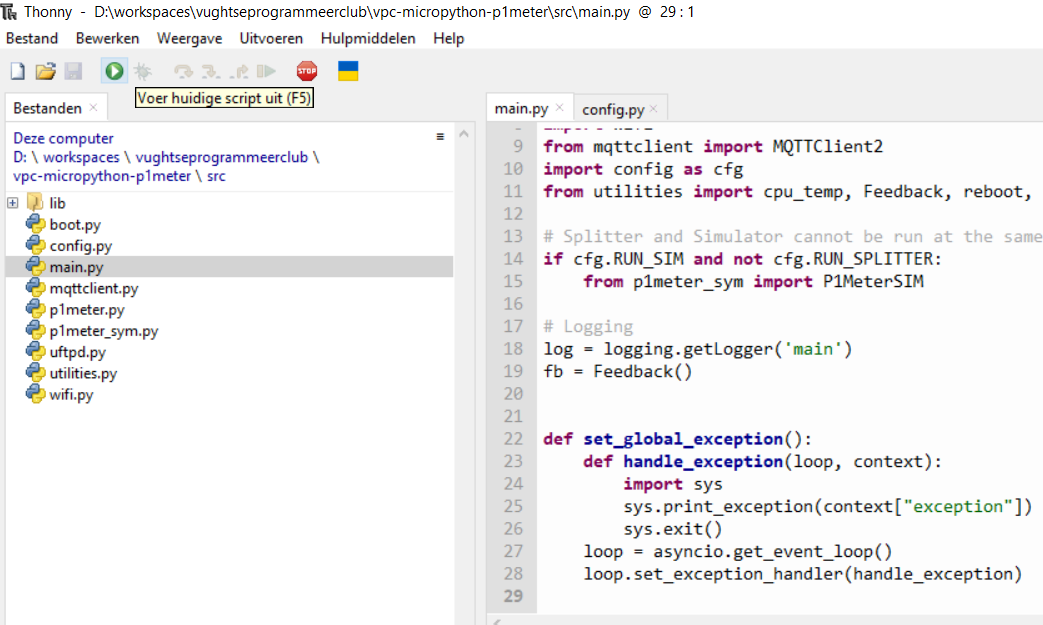 Thonny - D:\workspaces\vughtseprogrammeerclub\vpc-micropython-p1meter\src\main.py @ 29 : 1
Bestand Bewerken Weergave Uitvoeren Hulpmiddelen Help
STOP
Voer huidige script uit (F5)
Bestanden ×
Deze computer
D: \ workspaces \ vughtseprogrammeerclub \
vpc-micropython-p1meter \ src
lib
boot.py
config.py
main.py
mqttclient.py
p1meter.py
p1meter_sym.py
uftpd.py
utilities.py
wifi.py
main.py × config.py ×
9 from mqttclient import MQTTClient2
10 import config as cfg
11 from utilities import cpu_temp, Feedback, reboot,
12
13 # Splitter and Simulator cannot be run at the same
14 if cfg.RUN_SIM and not cfg.RUN_SPLITTER:
15     from p1meter_sym import P1MeterSIM
16
17 # Logging
18 log = logging.getLogger('main')
19 fb = Feedback()
20
21
22 def set_global_exception():
23     def handle_exception(loop, context):
24         import sys
25         sys.print_exception(context["exception"])
26         sys.exit()
27     loop = asyncio.get_event_loop()
28     loop.set_exception_handler(handle_exception)
29